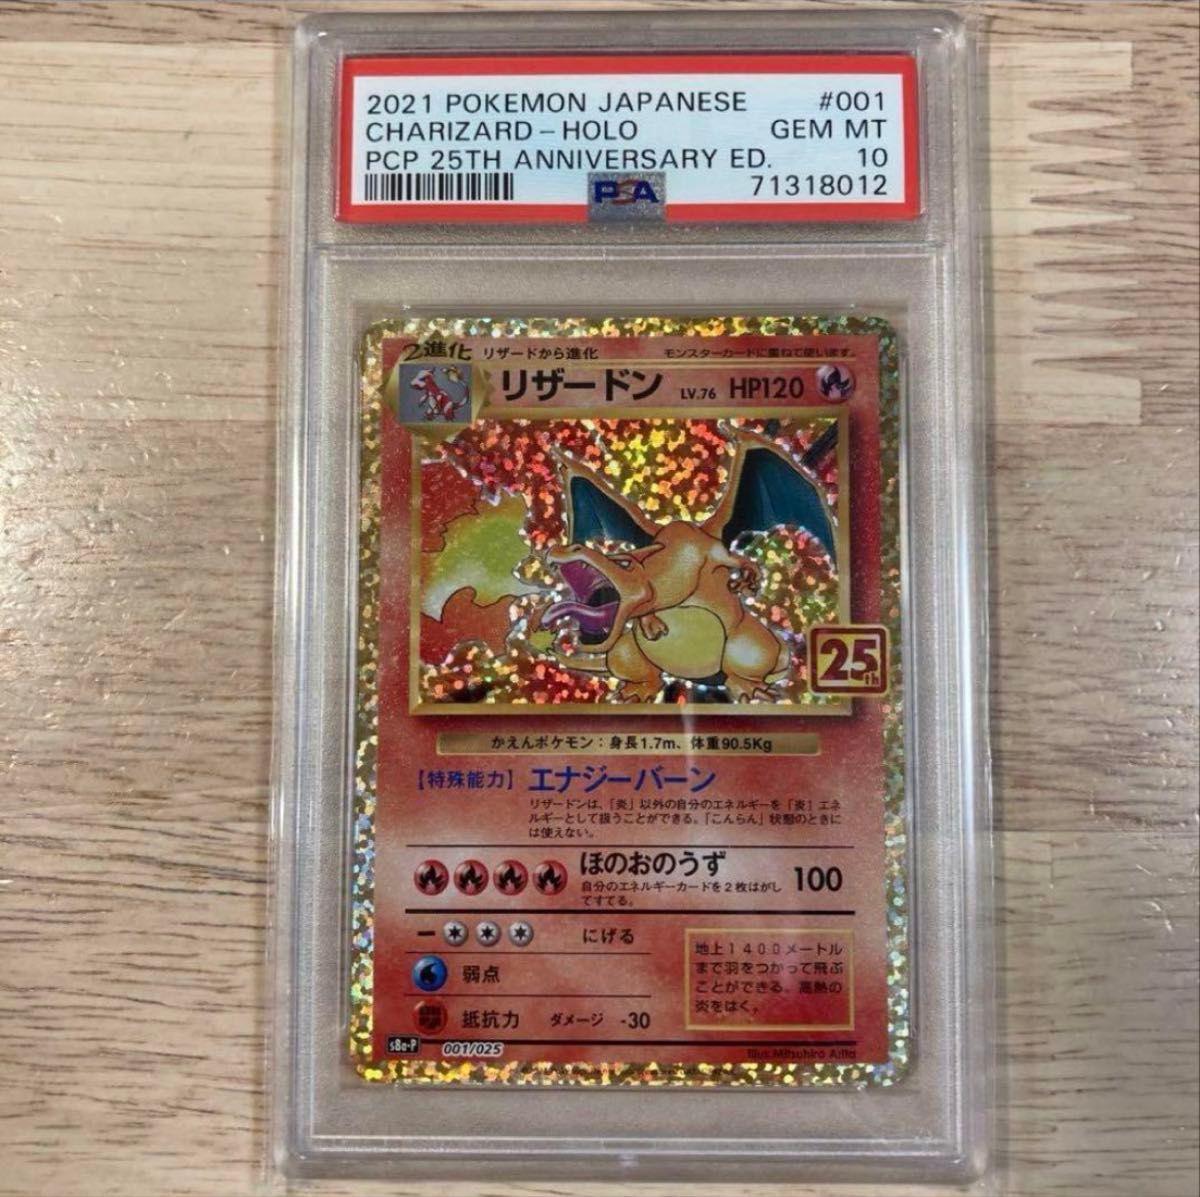 2021 POKEMON JAPANESE #001
CHARIZARD-HOLO GEM MT
PCP 25TH ANNIVERSARY ED. 10
PSA 71318012
2進化 リザードから進化 モンスターカードに重ねて使います。
リザードン LV.76 HP120
25th
かえんポケモン:身長1.7m、体重90.5Kg
【特殊能力】 エナジーバーン
リザードンは、「炎」以外の自分のエネルギーを「炎」エネ
ルギーとして扱うことができる。「こんらん」状態のときに
は使えない。
ほのおのうず 100
自分のエネルギーカードを2枚はがし
てすてる。
にげる
弱点
抵抗力 ダメージ -30
地上1400メートル
まで羽をつかって飛ぶ
ことができる。高熱の
炎をはく。
s8a-P 001/025 Illus. Mitsuhiro Arita